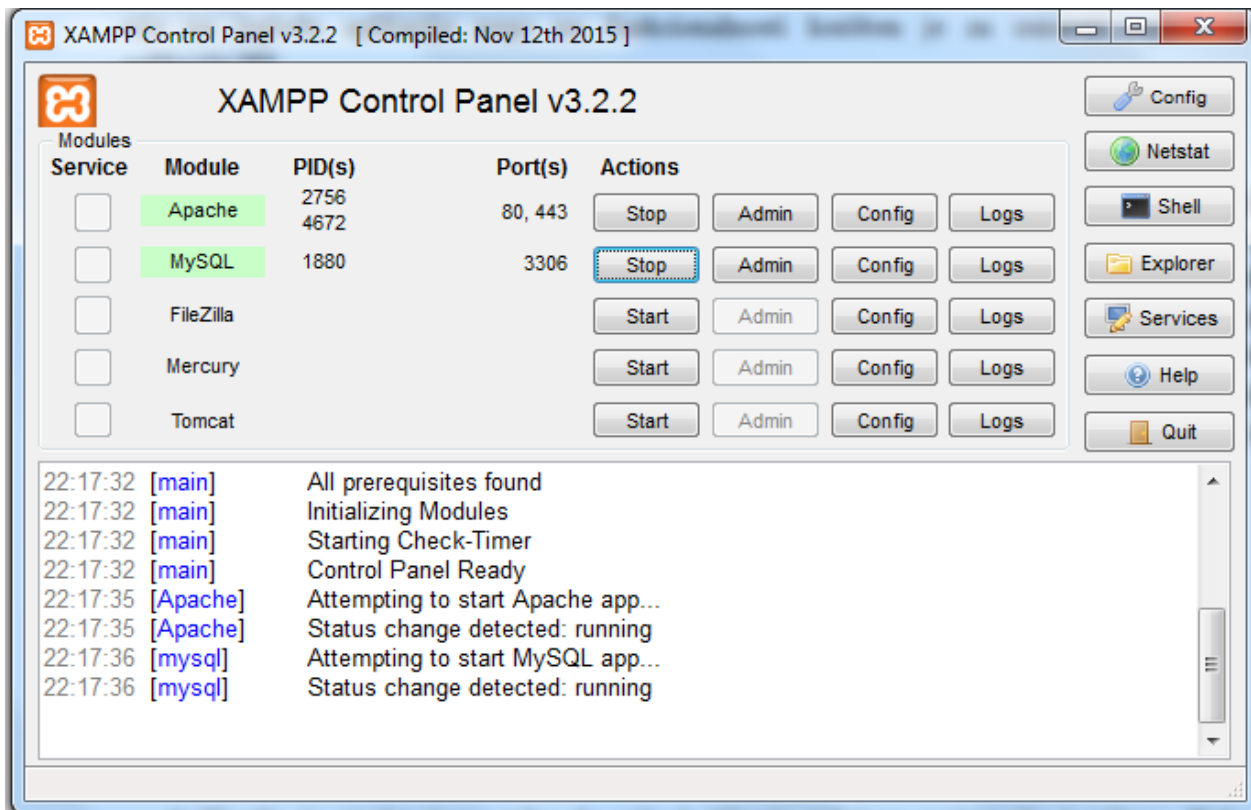 XAMPP Control Panel v3.2.2 [ Compiled: Nov 12th 2015 ]
XAMPP Control Panel v3.2.2
Modules
Service Module PID(s) Port(s) Actions
Apache 2756 4672 80, 443 Stop Admin Config Logs
MySQL 1880 3306 Stop Admin Config Logs
FileZilla Start Admin Config Logs
Mercury Start Admin Config Logs
Tomcat Start Admin Config Logs
Config
Netstat
Shell
Explorer
Services
Help
Quit
22:17:32 [main] All prerequisites found
22:17:32 [main] Initializing Modules
22:17:32 [main] Starting Check-Timer
22:17:32 [main] Control Panel Ready
22:17:35 [Apache] Attempting to start Apache app...
22:17:35 [Apache] Status change detected: running
22:17:36 [mysql] Attempting to start MySQL app...
22:17:36 [mysql] Status change detected: running